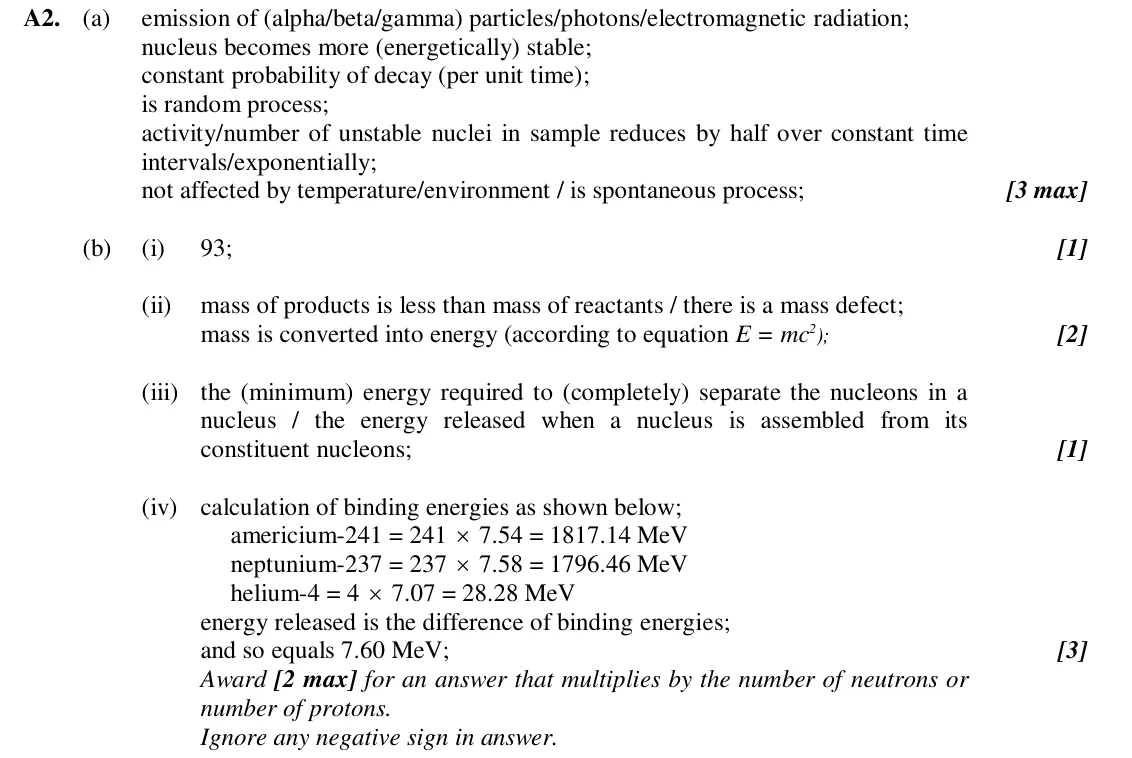 A2. (a) emission of (alpha/beta/gamma) particles/photons/electromagnetic radiation;
nucleus becomes more (energetically) stable;
constant probability of decay (per unit time);
is random process;
activity/number of unstable nuclei in sample reduces by half over constant time
intervals/exponentially;
not affected by temperature/environment / is spontaneous process; [3 max]
(b) (i) 93; [1]
(ii) mass of products is less than mass of reactants / there is a mass defect;
mass is converted into energy (according to equation E = mc²); [2]
(iii) the (minimum) energy required to (completely) separate the nucleons in a
nucleus / the energy released when a nucleus is assembled from its
constituent nucleons; [1]
(iv) calculation of binding energies as shown below;
americium-241 = 241 × 7.54 = 1817.14 MeV
neptunium-237 = 237 × 7.58 = 1796.46 MeV
helium-4 = 4 × 7.07 = 28.28 MeV
energy released is the difference of binding energies;
and so equals 7.60 MeV; [3]
Award [2 max] for an answer that multiplies by the number of neutrons or
number of protons.
Ignore any negative sign in answer.